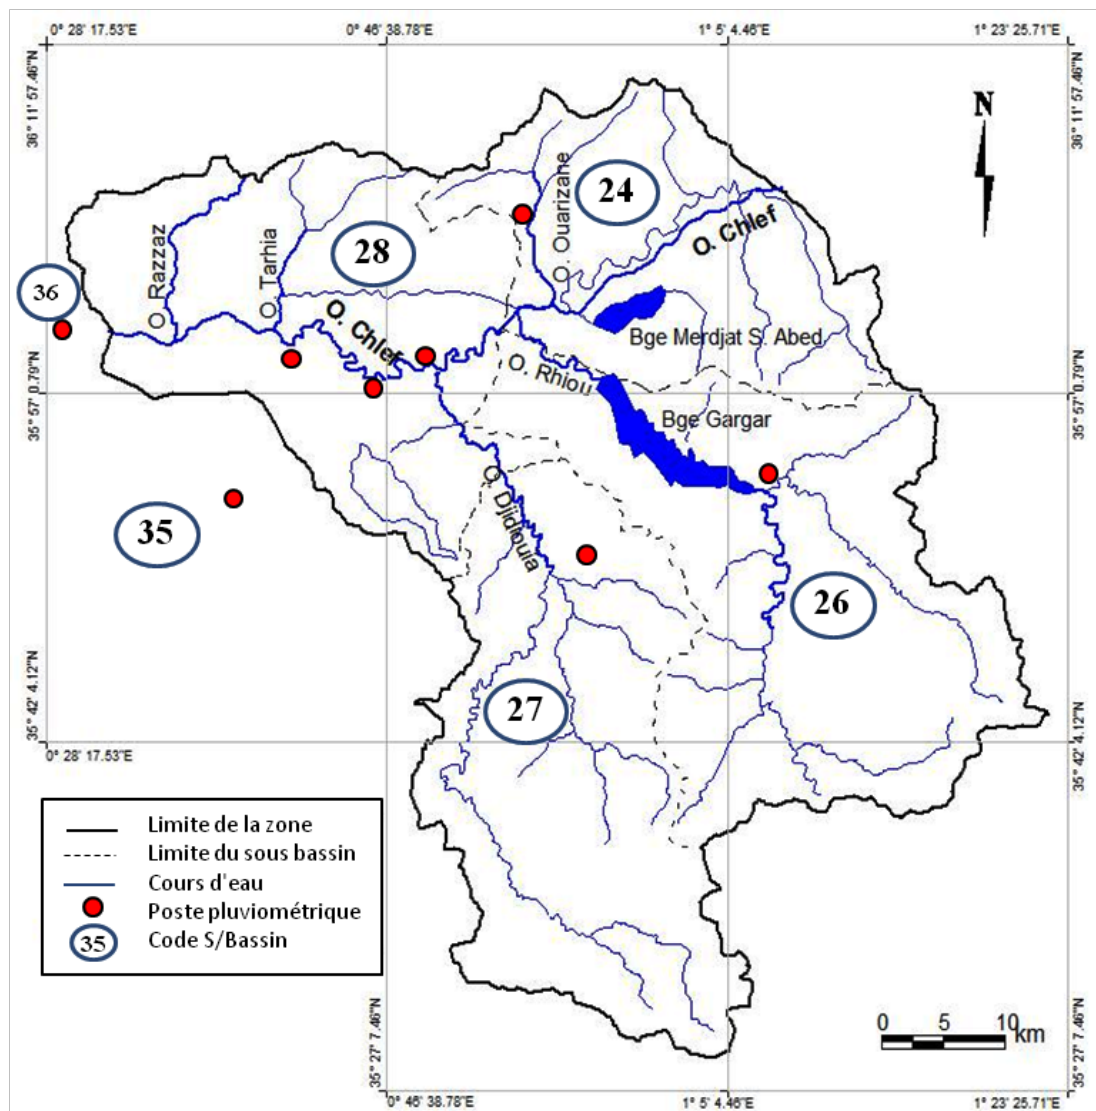 0° 28' 17.53"E
0° 46' 38.78"E
1° 5' 4.46"E
1° 23' 25.71"E
36° 11' 57.46"N
36° 11' 57.46"N
N
24
O. Ouarizane
O. Chlef
O. Razzaz
O. Tarhia
28
36
O. Chlef
Bge Merdjat S. Abed
O. Rhiou
35° 57' 0.79"N
35° 57' 0.79"N
Bge Gargar
O. Djidiouia
35
26
27
35° 42' 4.12"N
35° 42' 4.12"N
0° 28' 17.53"E
Limite de la zone
Limite du sous bassin
Cours d'eau
Poste pluviométrique
35 Code S/Bassin
0 5 10
km
35° 27' 7.46"N
35° 27' 7.46"N
0° 46' 38.78"E
1° 5' 4.46"E
1° 23' 25.71"E